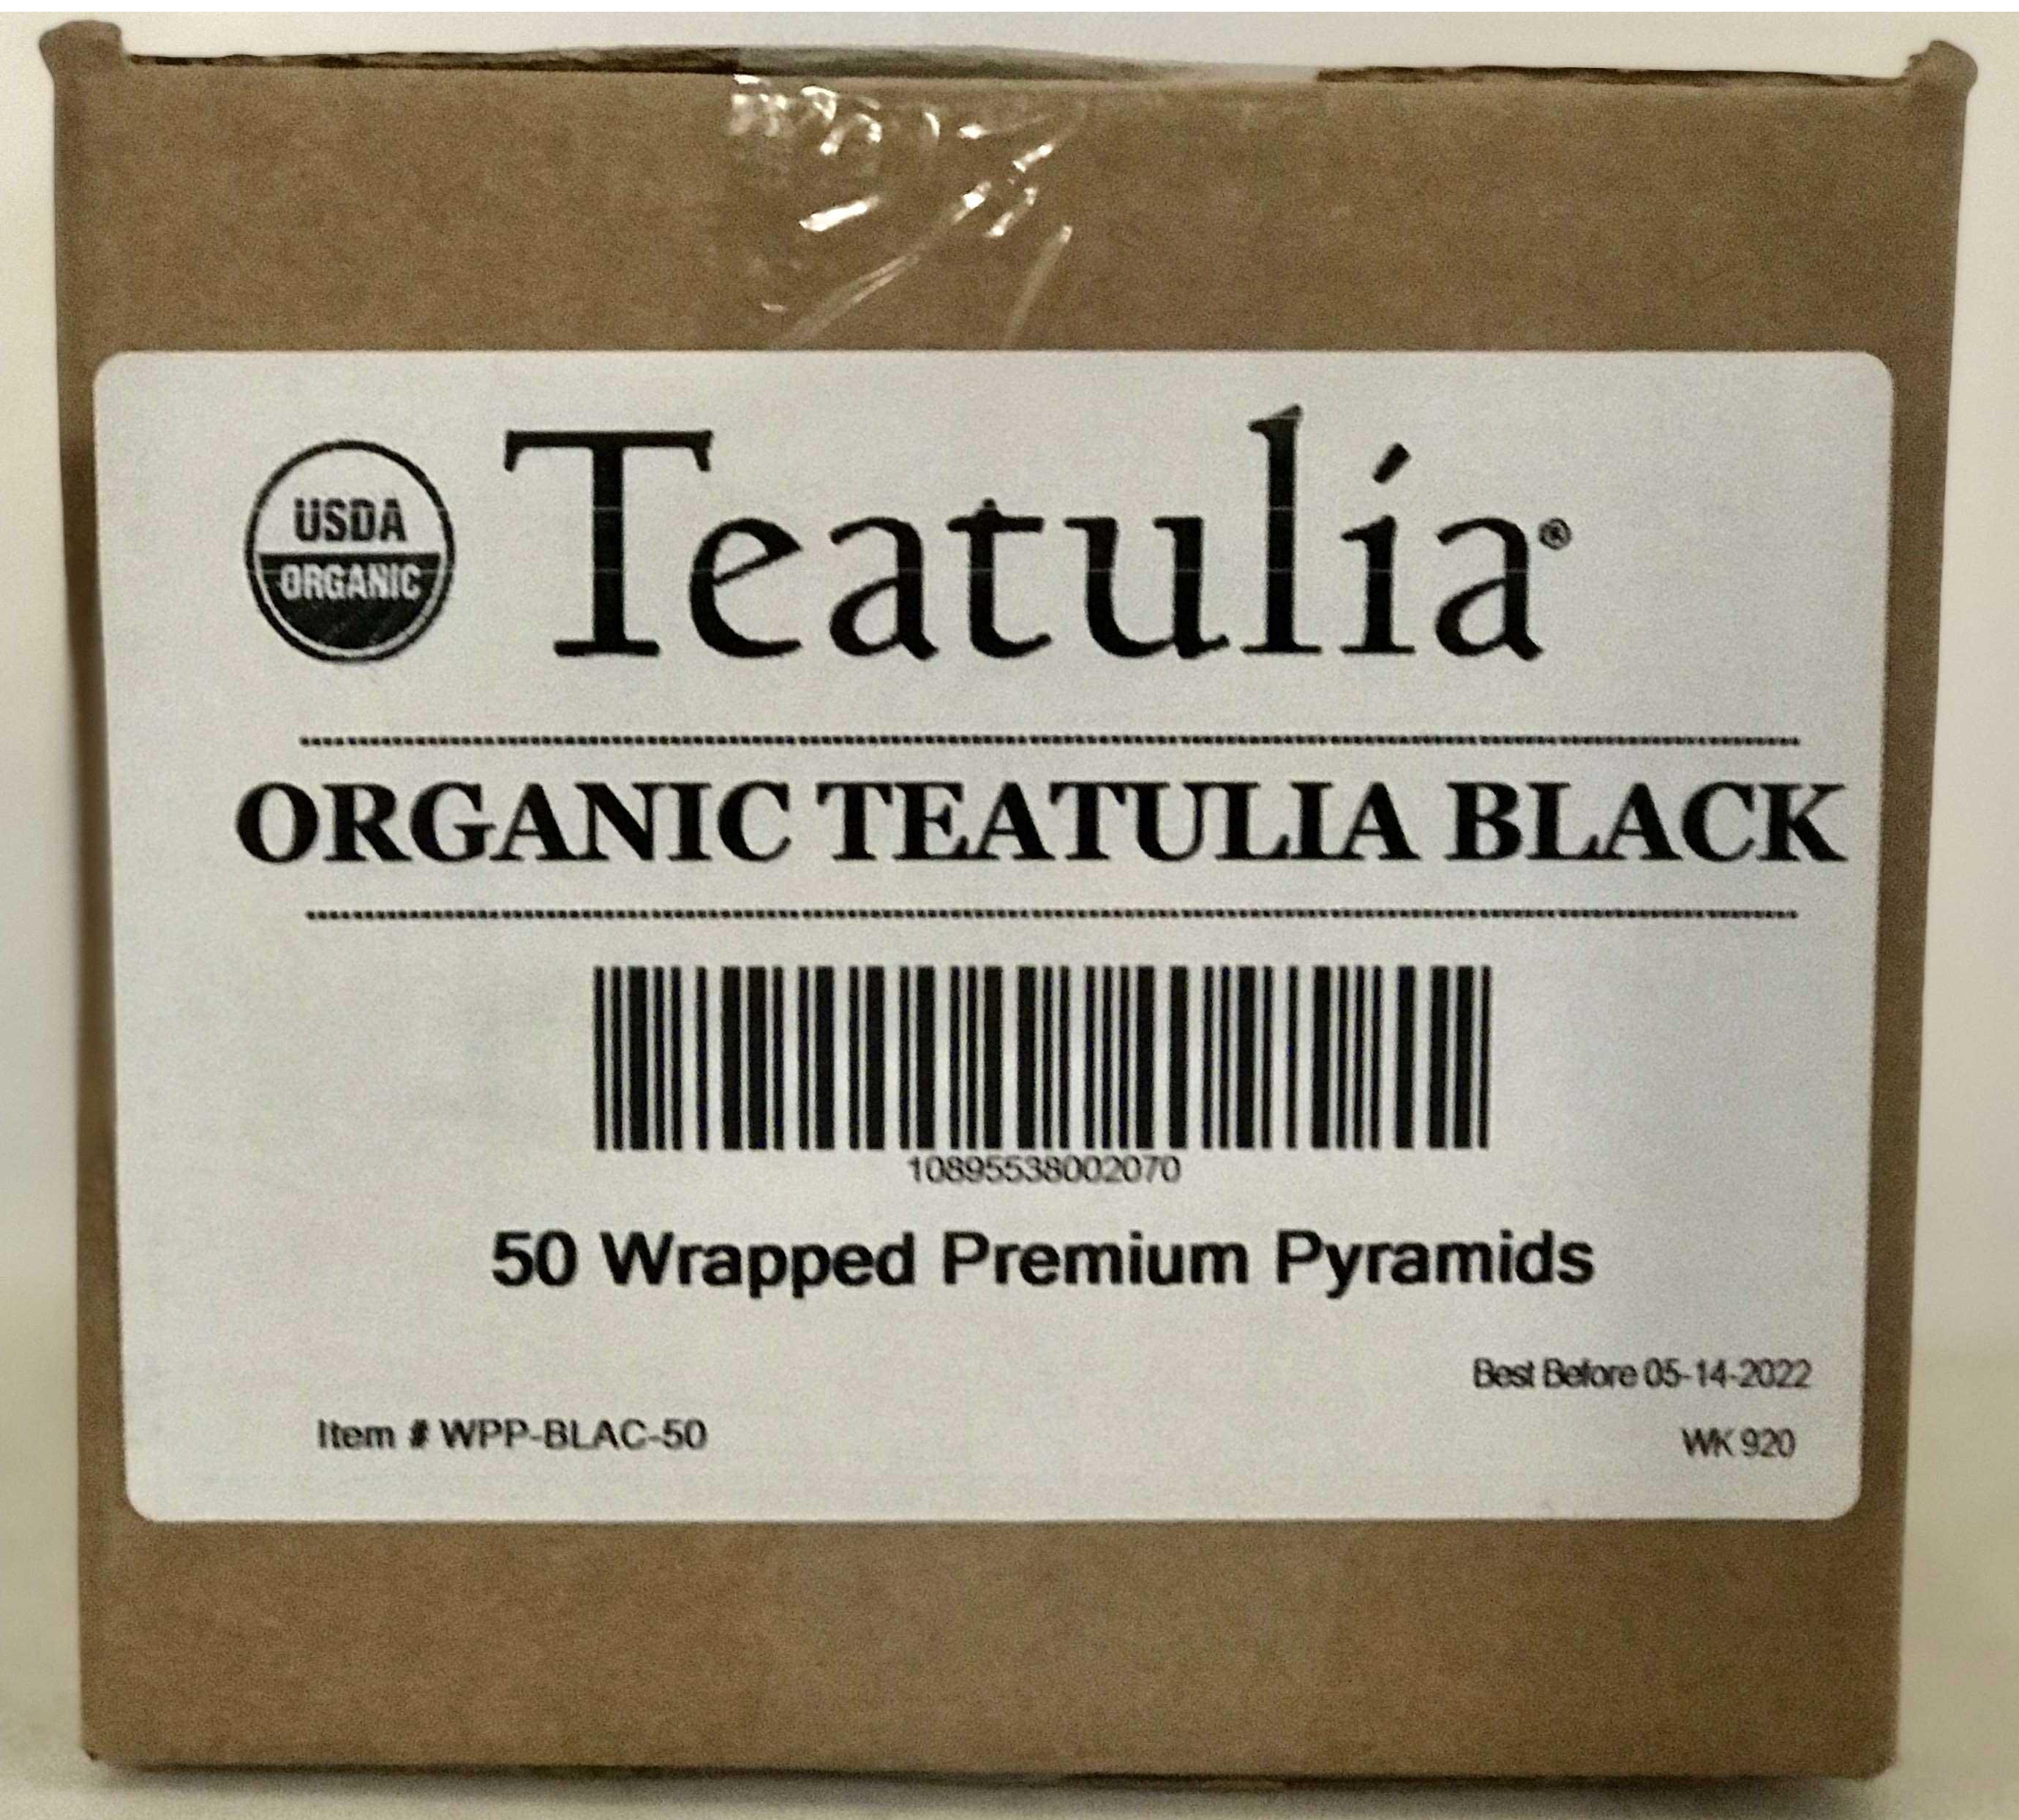 USDA
ORGANIC
Teatulía®
ORGANIC TEATULIA BLACK
10895538002070
50 Wrapped Premium Pyramids
Best Before 05-14-2022
Item # WPP-BLAC-50
WK 920